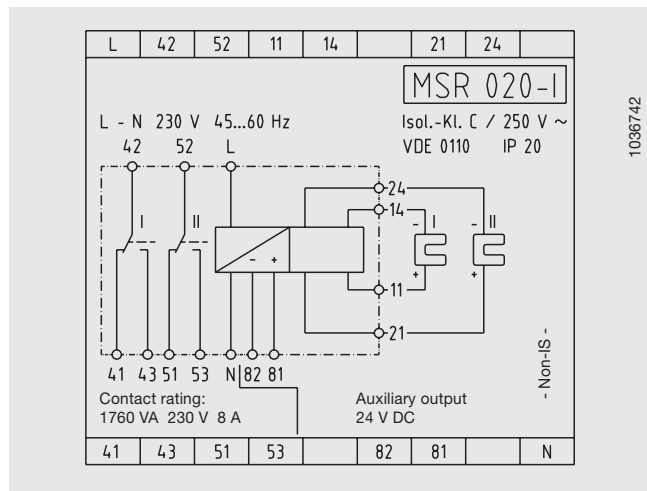 L 42 52 11 14 21 24
MSR 020-I
L - N 230 V 45...60 Hz
Isol.-Kl. C / 250 V ~
VDE 0110 IP 20
42 52 L
24
14
I II
- I - II
- +
+ +
11
21
41 43 51 53 N 82 81
Contact rating:
1760 VA 230 V 8 A
Auxiliary output
24 V DC
- Non-IS -
41 43 51 53 82 81 N
1036742